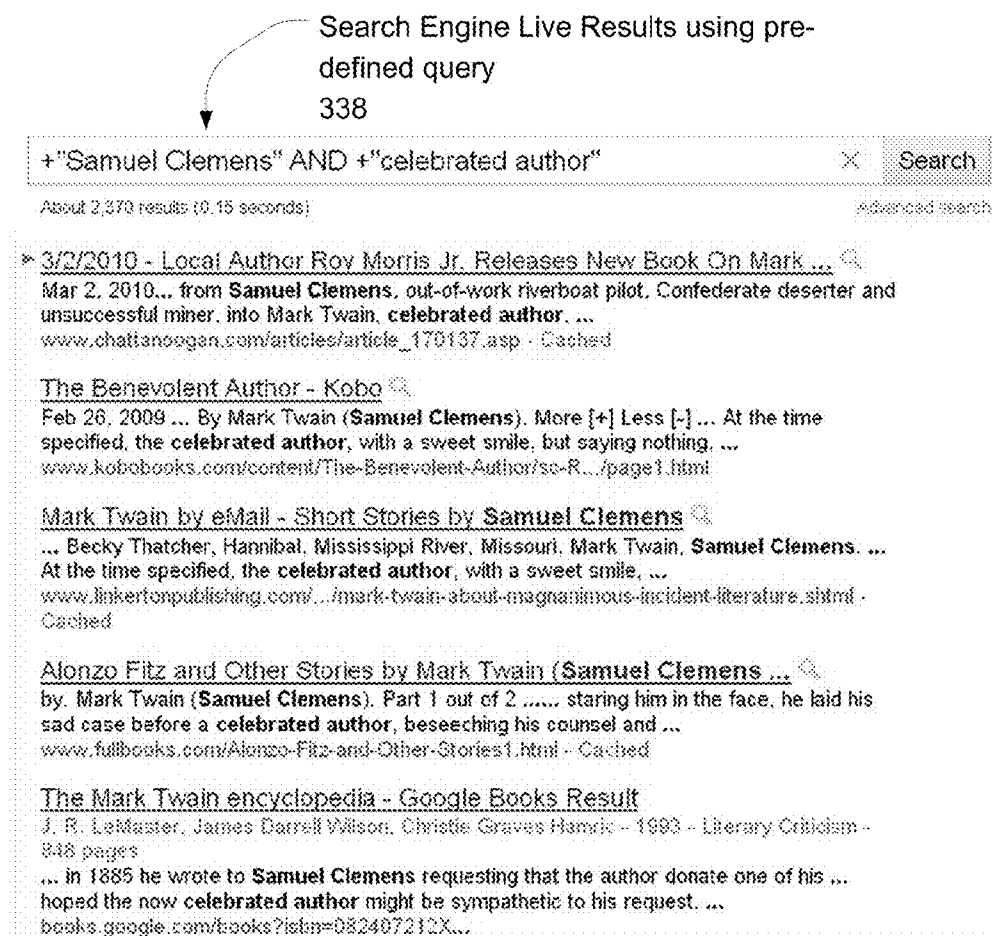 Search Engine Live Results using pre-
defined query
338
+"Samuel Clemens" AND +"celebrated author"
Search
About 2,370 results (0.15 seconds)
Advanced search
3/2/2010 - Local Author Roy Morris Jr. Releases New Book On Mark ...
Mar 2, 2010... from Samuel Clemens, out-of-work riverboat pilot, Confederate deserter and
unsuccessful miner, into Mark Twain, celebrated author, ...
www.chattanoogan.com/articles/article_170137.asp - Cached
The Benevolent Author - Kobo
Feb 26, 2009 ... By Mark Twain (Samuel Clemens). More [+] Less [-] ... At the time
specified, the celebrated author, with a sweet smile, but saying nothing, ...
www.kobobooks.com/content/The-Benevolent-Author/sc-R.../page1.html
Mark Twain by eMail - Short Stories by Samuel Clemens
... Becky Thatcher, Hannibal, Mississippi River, Missouri, Mark Twain, Samuel Clemens. ...
At the time specified, the celebrated author, with a sweet smile, ...
www.linkertonpublishing.com/.../mark-twain-about-magnanimous-incident-literature.shtml -
Cached
Alonzo Fitz and Other Stories by Mark Twain (Samuel Clemens ...
by. Mark Twain (Samuel Clemens). Part 1 out of 2 ...... staring him in the face, he laid his
sad case before a celebrated author, beseeching his counsel and ...
www.fullbooks.com/Alonzo-Fitz-and-Other-Stories1.html - Cached
The Mark Twain encyclopedia - Google Books Result
J. R. LeMaster, James Darrell Wilson, Christie Graves Hamric - 1993 - Literary Criticism -
848 pages
... in 1885 he wrote to Samuel Clemens requesting that the author donate one of his ...
hoped the now celebrated author might be sympathetic to his request. ...
books.google.com/books?isbn=082407212X...